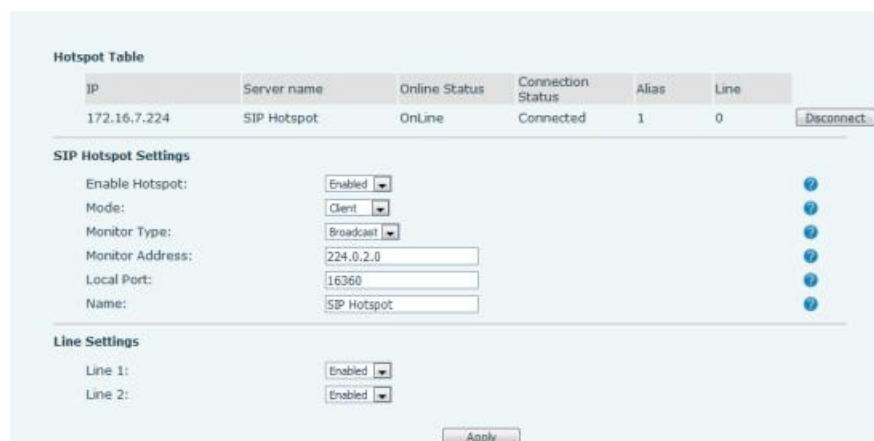 Hotspot Table
IP Server name Online Status Connection Status Alias Line
172.16.7.224 SIP Hotspot OnLine Connected 1 0 Disconnect
SIP Hotspot Settings
Enable Hotspot: Enabled
Mode: Client
Monitor Type: Broadcast
Monitor Address: 224.0.2.0
Local Port: 16360
Name: SIP Hotspot
Line Settings
Line 1: Enabled
Line 2: Enabled
Apply